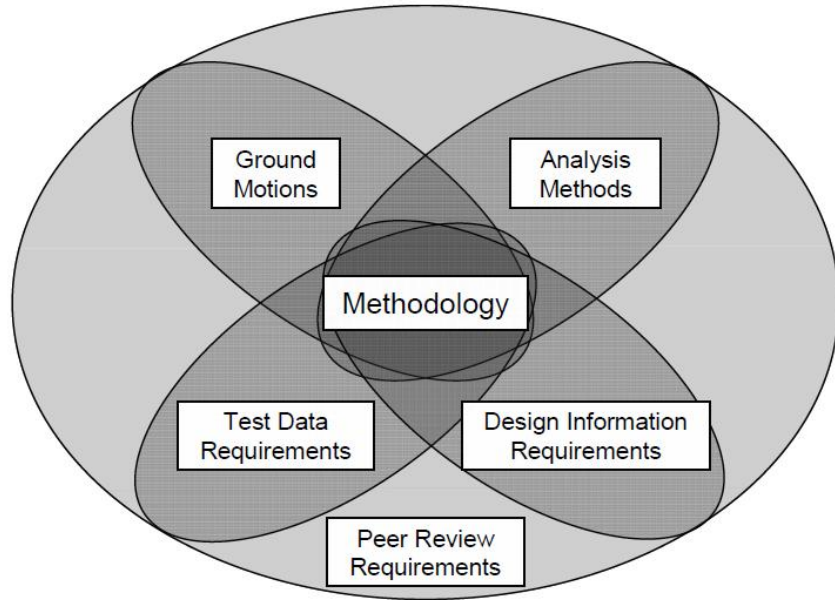 Ground
Motions
Analysis
Methods
Methodology
Test Data
Requirements
Design Information
Requirements
Peer Review
Requirements